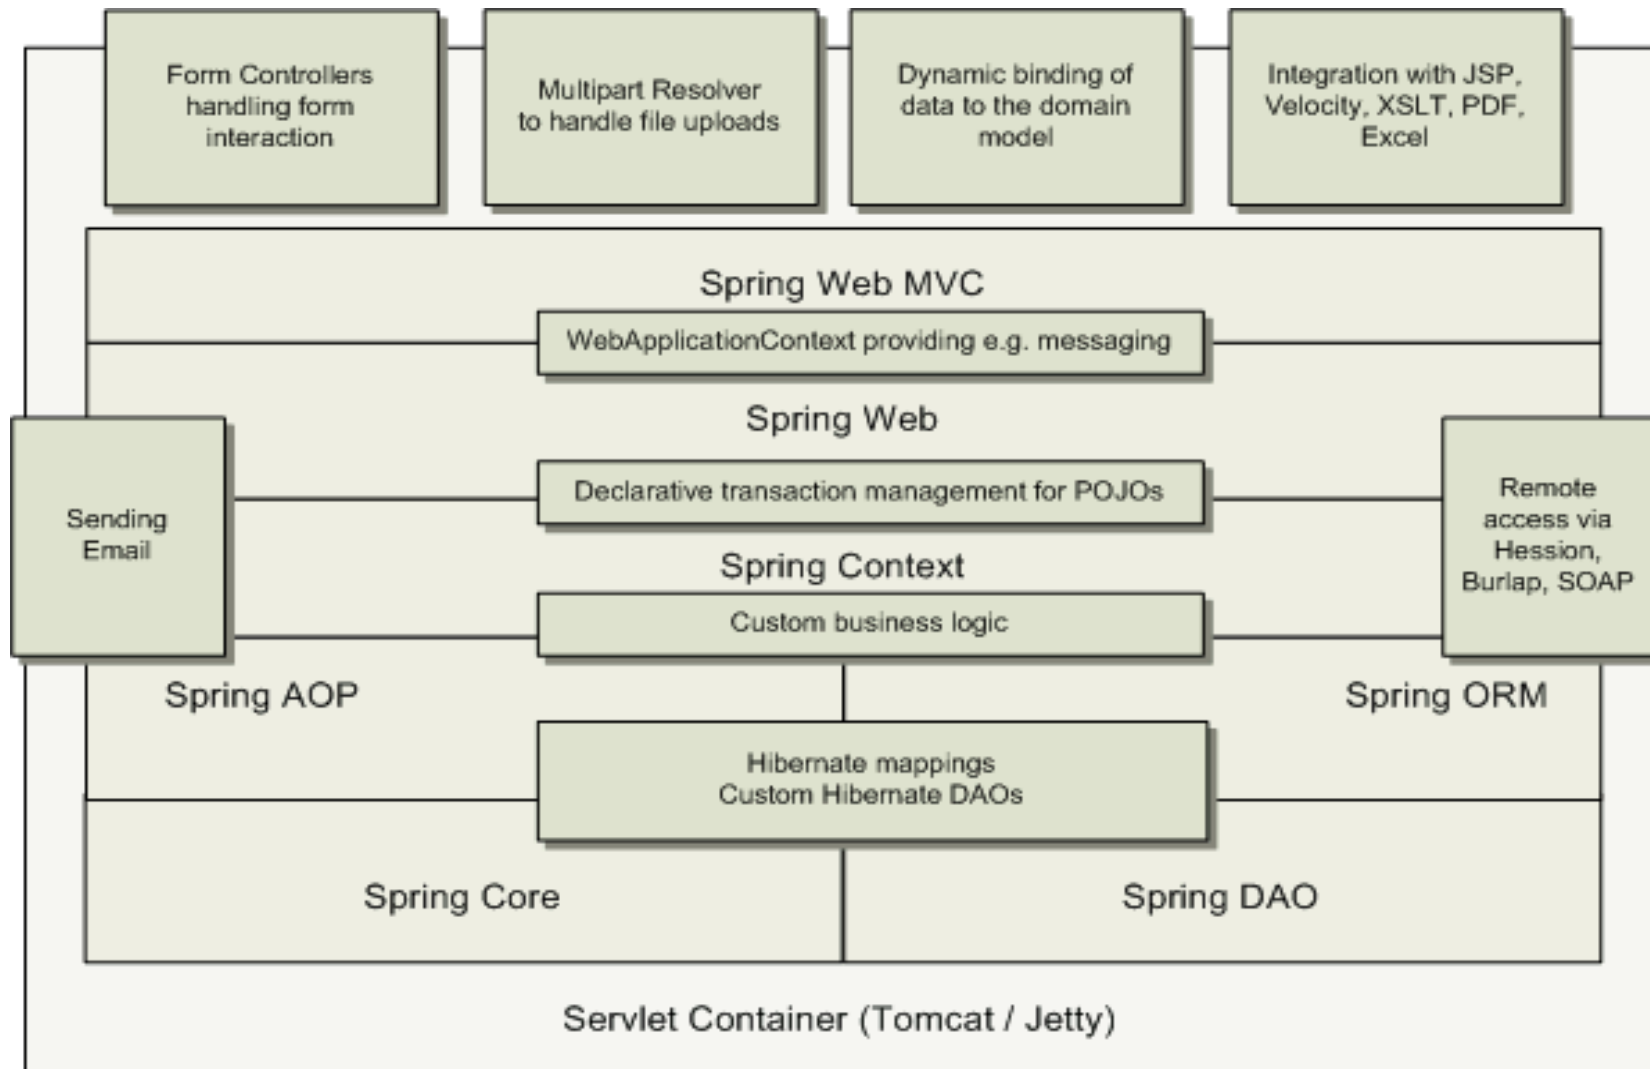 Form Controllers
handling form
interaction
Multipart Resolver
to handle file uploads
Dynamic binding of
data to the domain
model
Integration with JSP,
Velocity, XSLT, PDF,
Excel
Spring Web MVC
WebApplicationContext providing e.g. messaging
Spring Web
Declarative transaction management for POJOs
Sending
Email
Remote
access via
Hession,
Burlap, SOAP
Spring Context
Custom business logic
Spring AOP
Spring ORM
Hibernate mappings
Custom Hibernate DAOs
Spring Core
Spring DAO
Servlet Container (Tomcat / Jetty)